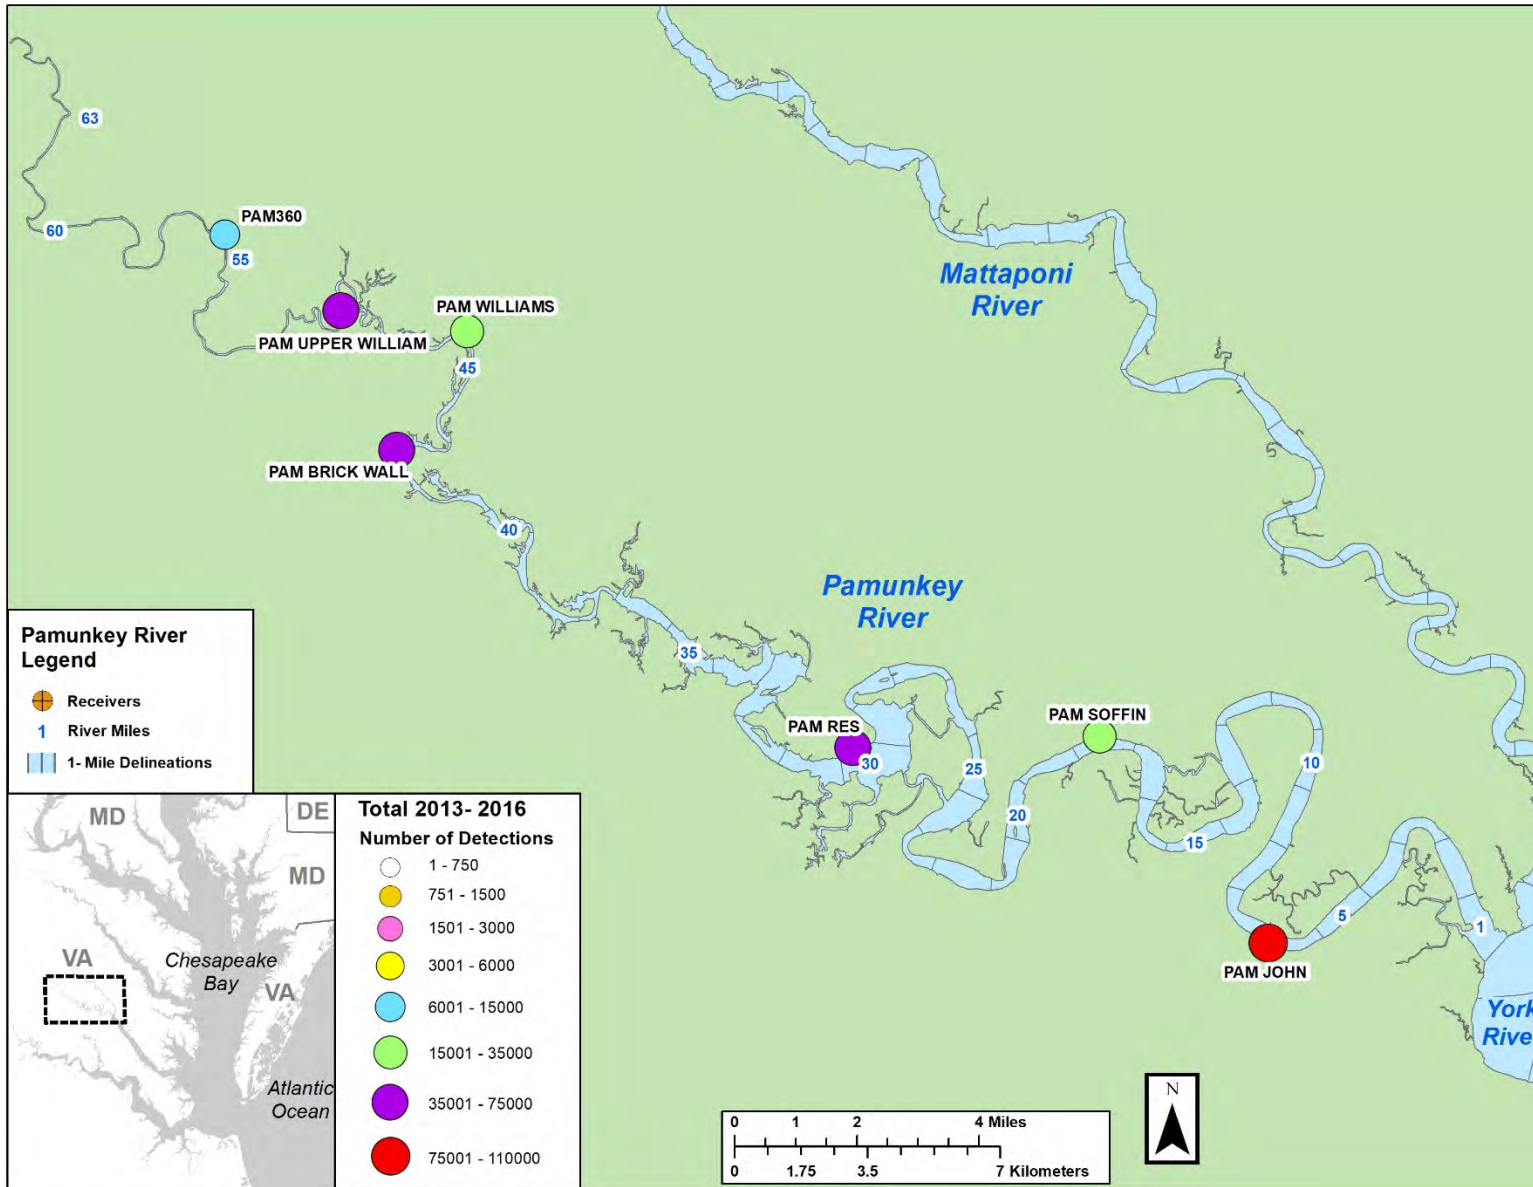 63
60
PAM360
55
PAM UPPER WILLIAM
PAM WILLIAMS
45
PAM BRICK WALL
40
Mattaponi
River
Pamunkey
River
35
PAM RES
30
25
PAM SOFFIN
20
15
10
PAM JOHN
5
1
York
River
Pamunkey River
Legend
Receivers
1 River Miles
1- Mile Delineations
MD
DE
MD
VA
Chesapeake
Bay
VA
Atlantic
Ocean
Total 2013- 2016
Number of Detections
1 - 750
751 - 1500
1501 - 3000
3001 - 6000
6001 - 15000
15001 - 35000
35001 - 75000
75001 - 110000
0 1 2 4 Miles
0 1.75 3.5 7 Kilometers
N